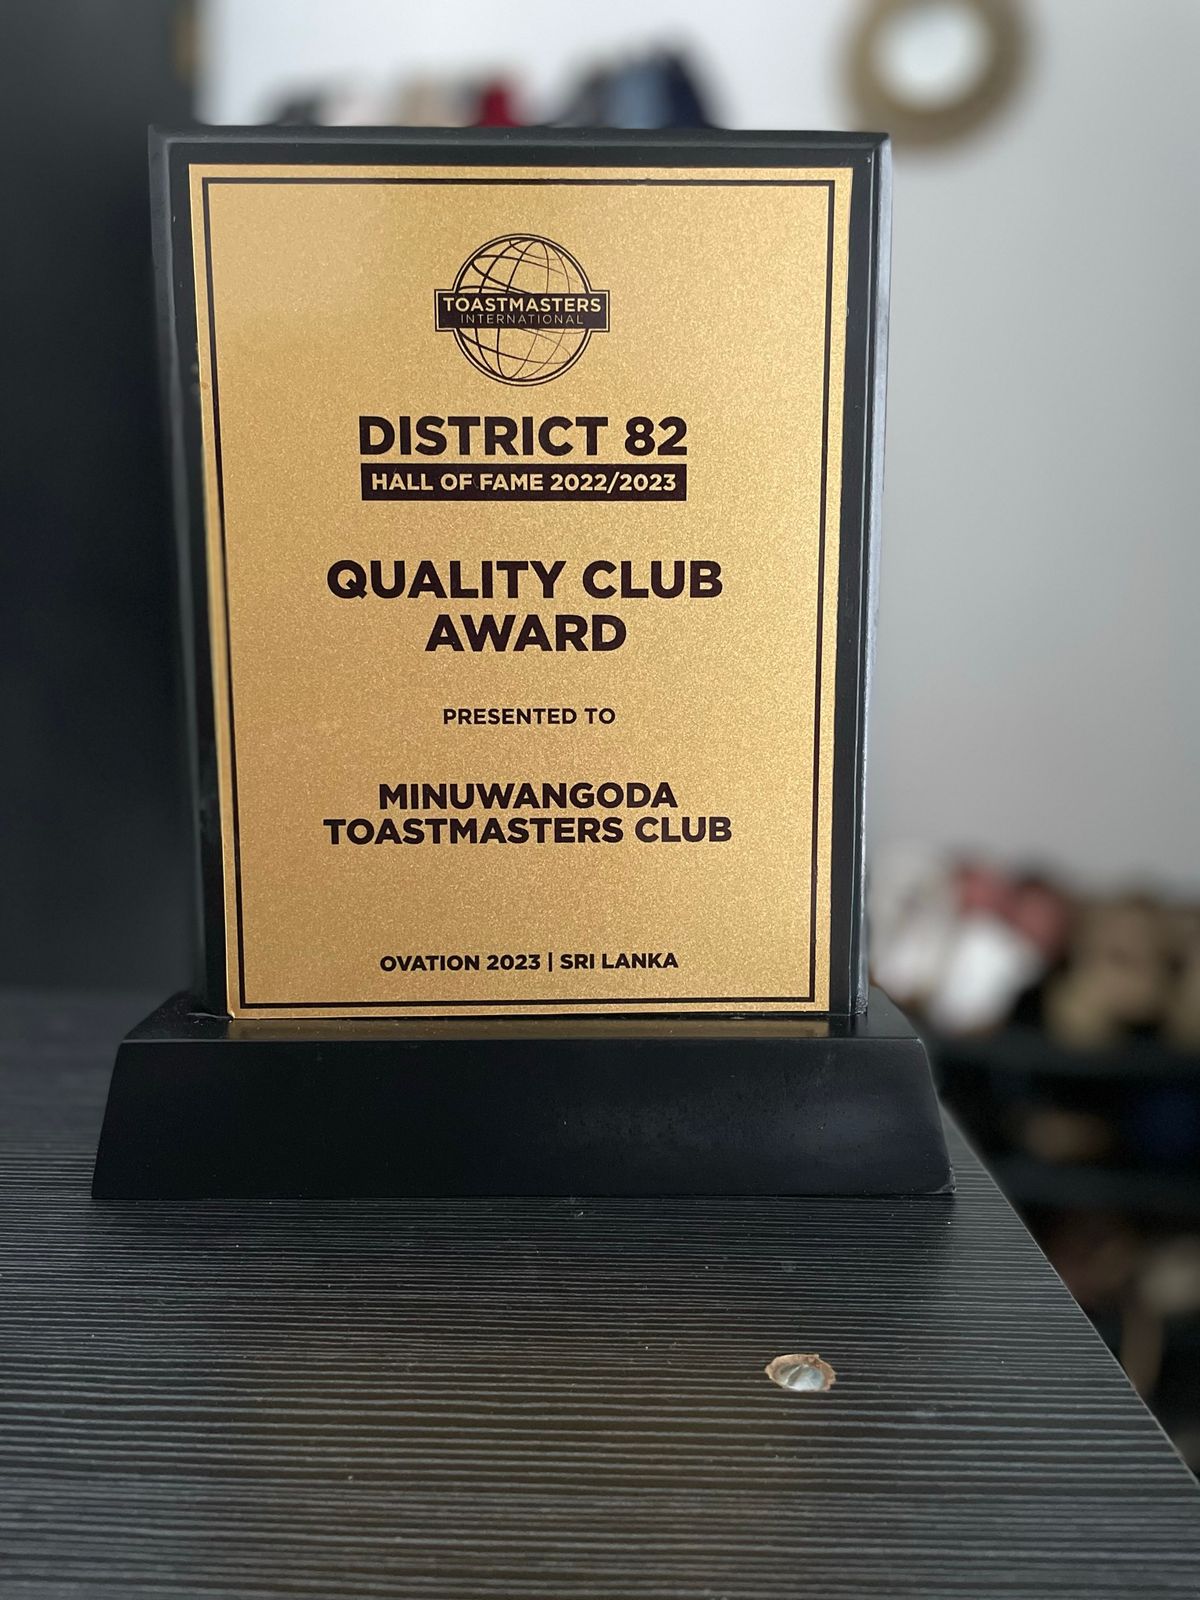 TOASTMASTERS
INTERNATIONAL
DISTRICT 82
HALL OF FAME 2022/2023
QUALITY CLUB
AWARD
PRESENTED TO
MINUWANGODA
TOASTMASTERS CLUB
OVATION 2023 | SRI LANKA